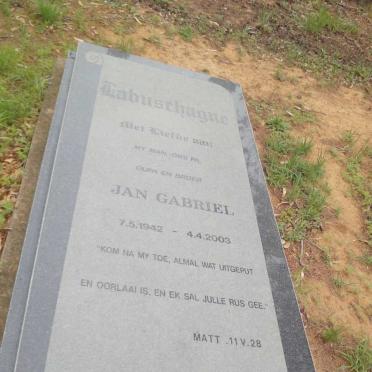 Labuschagne
Met Liefde aan:
MY MAN, ONS PA,
OUPA EN BROER
JAN GABRIEL
7.5.1942 - 4.4.2003
"KOM NA MY TOE, ALMAL WAT UITGEPUT
EN OORLAAI IS, EN EK SAL JULLE RUS GEE."
MATT .11 V.28